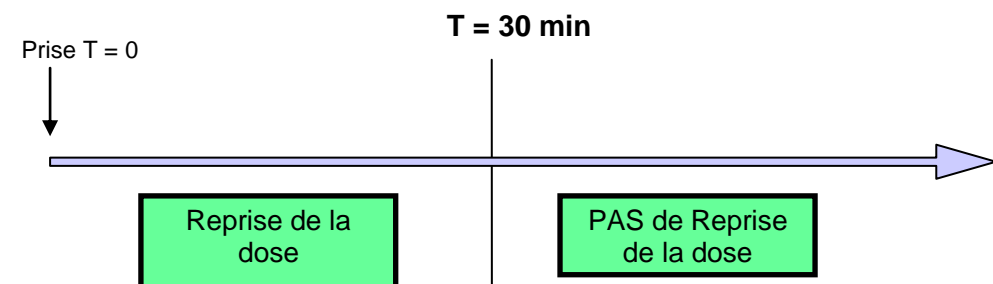 T = 30 min
Prise T = 0
Reprise de la
dose
PAS de Reprise
de la dose